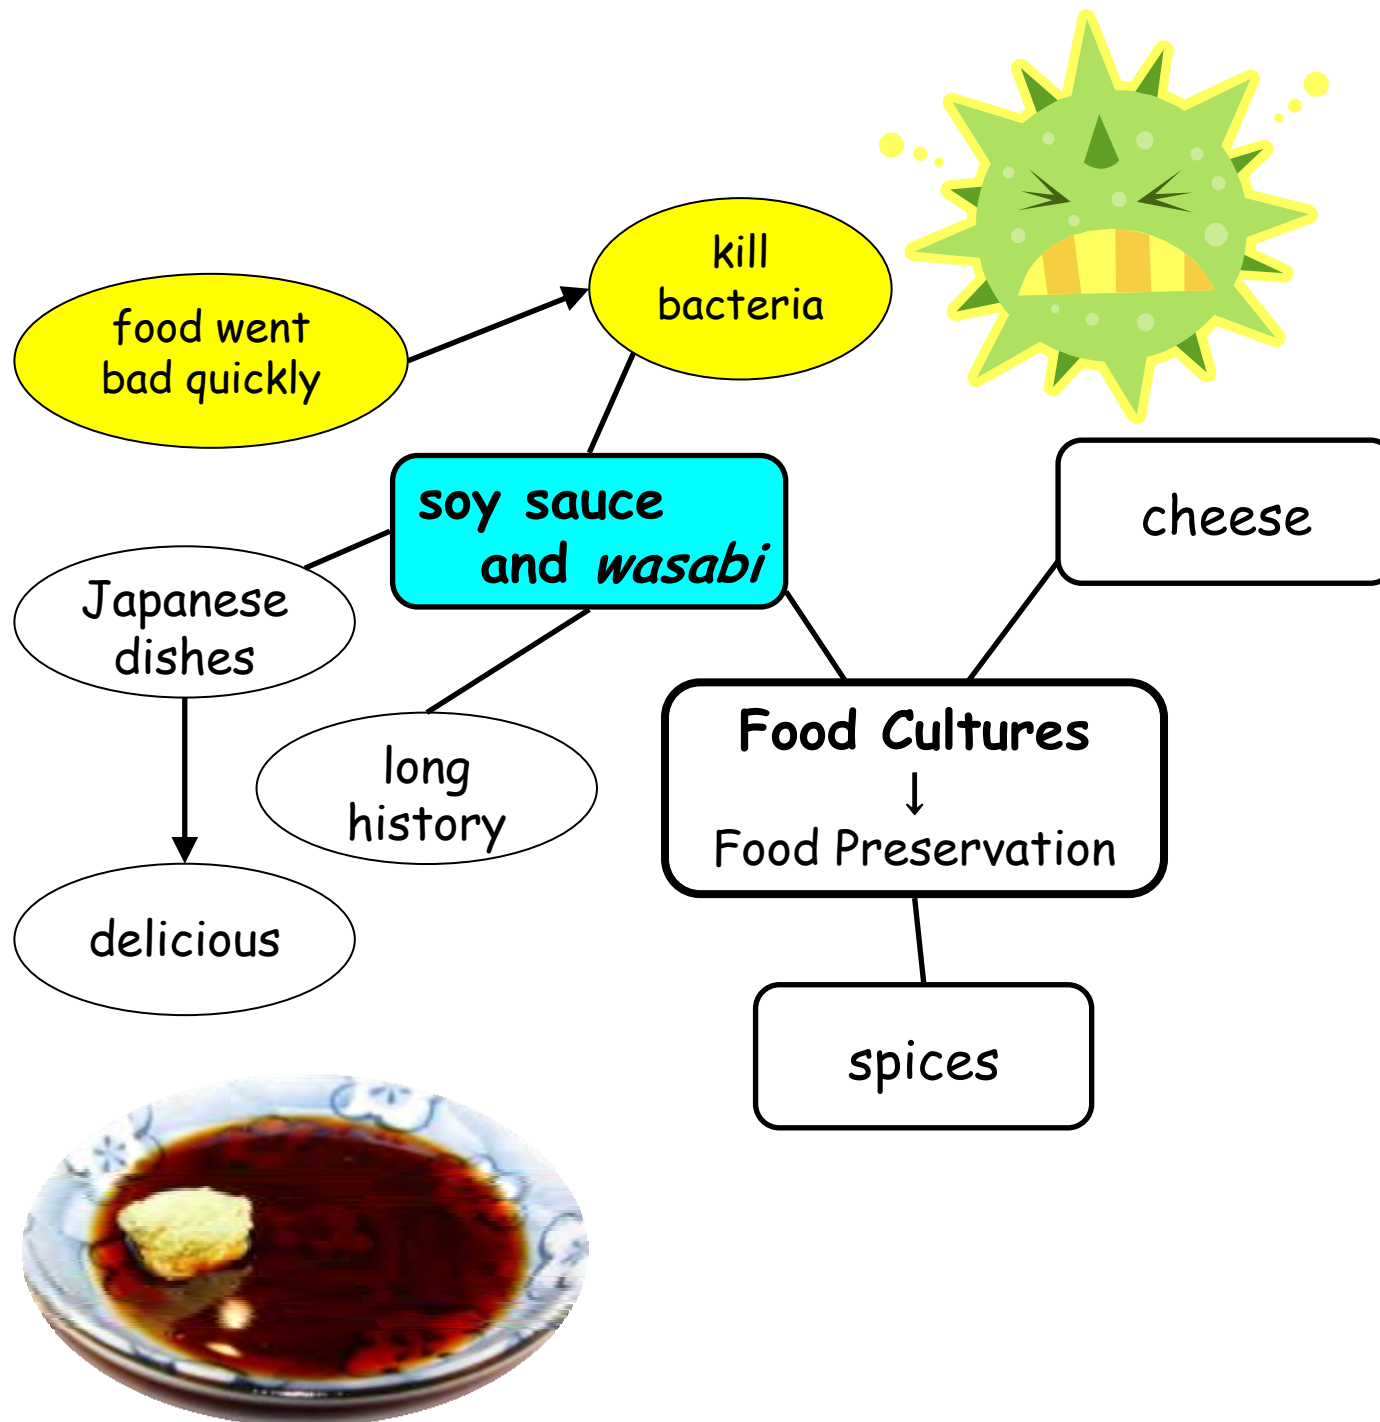 kill
bacteria
food went
bad quickly
soy sauce
and wasabi
cheese
Japanese
dishes
long
history
Food Cultures
↓
Food Preservation
delicious
spices